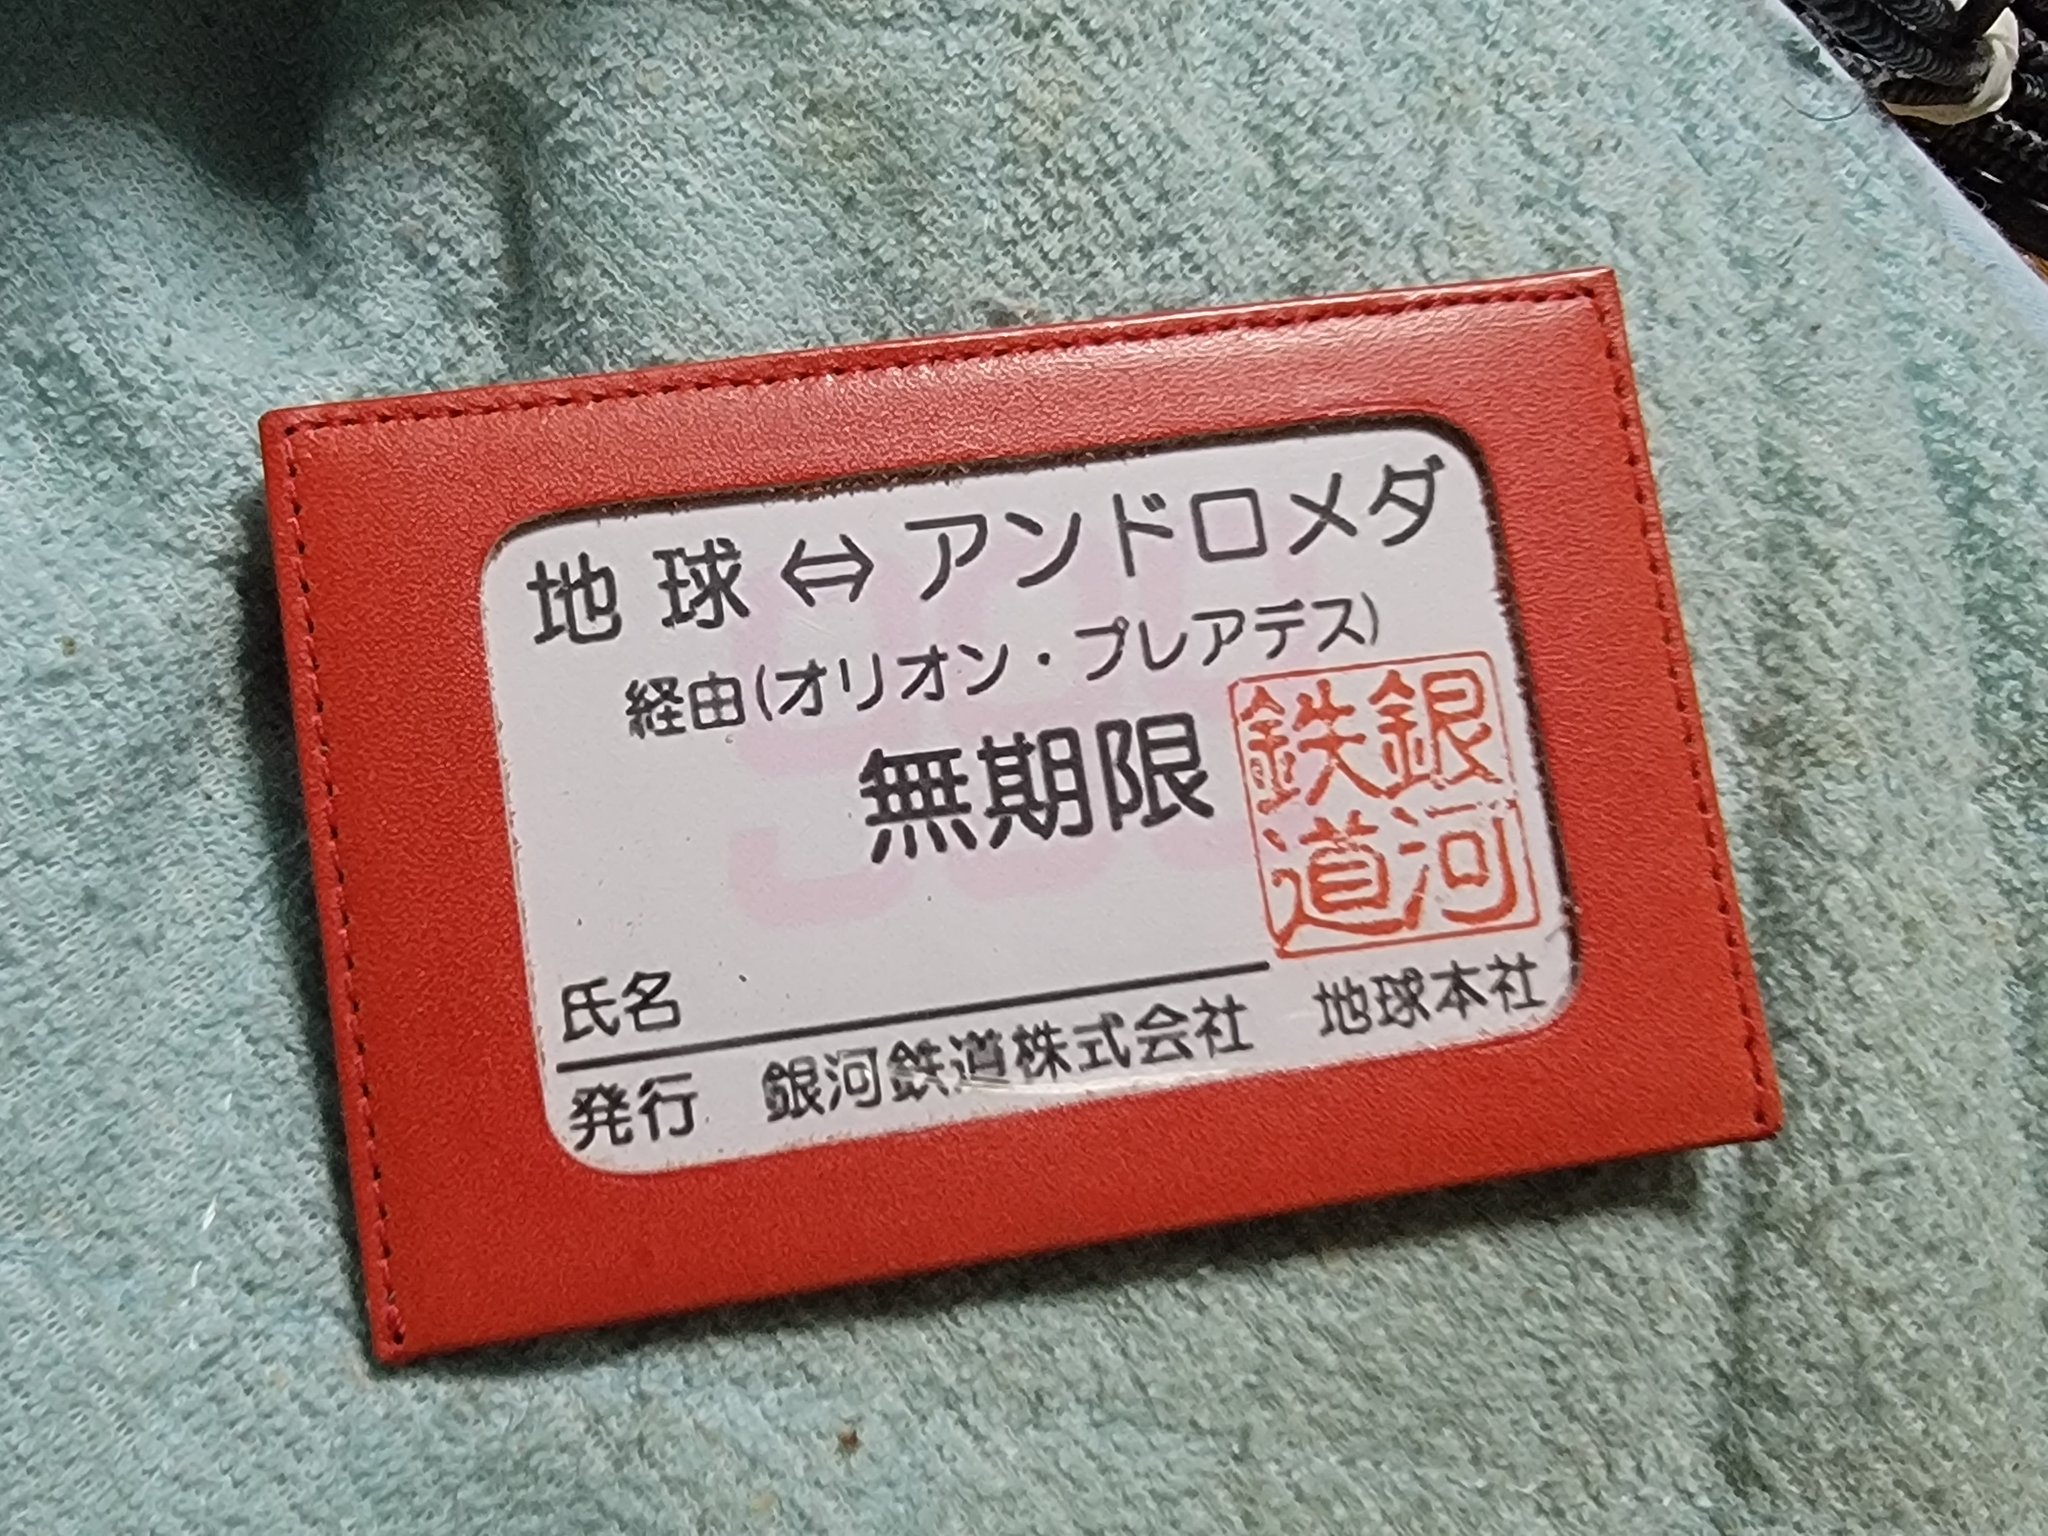 地球⇔アンドロメダ
経由(オリオン・プレアデス)
無期限
999
銀河
鉄道
氏名
発行 銀河鉄道株式会社 地球本社